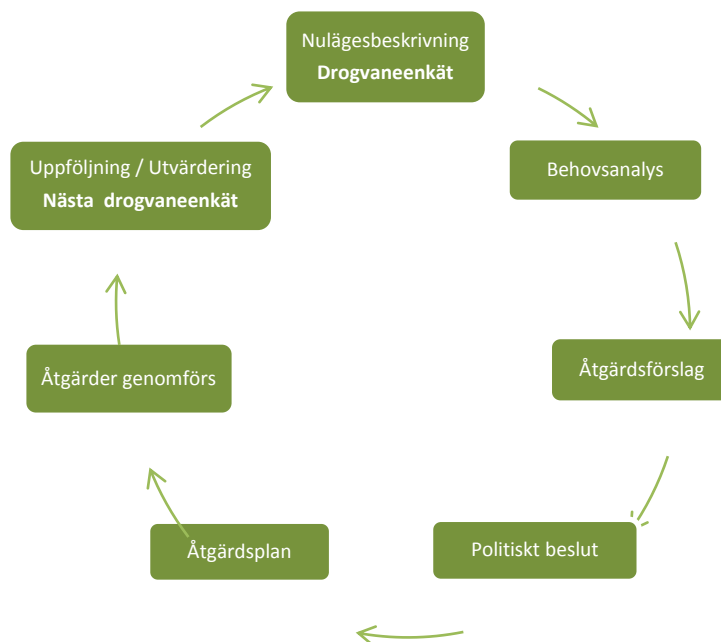 Nulägesbeskrivning
Drogvaneenkät
Behovsanalys
Åtgärdsförslag
Politiskt beslut
Åtgärdsplan
Åtgärder genomförs
Uppföljning / Utvärdering
Nästa drogvaneenkät